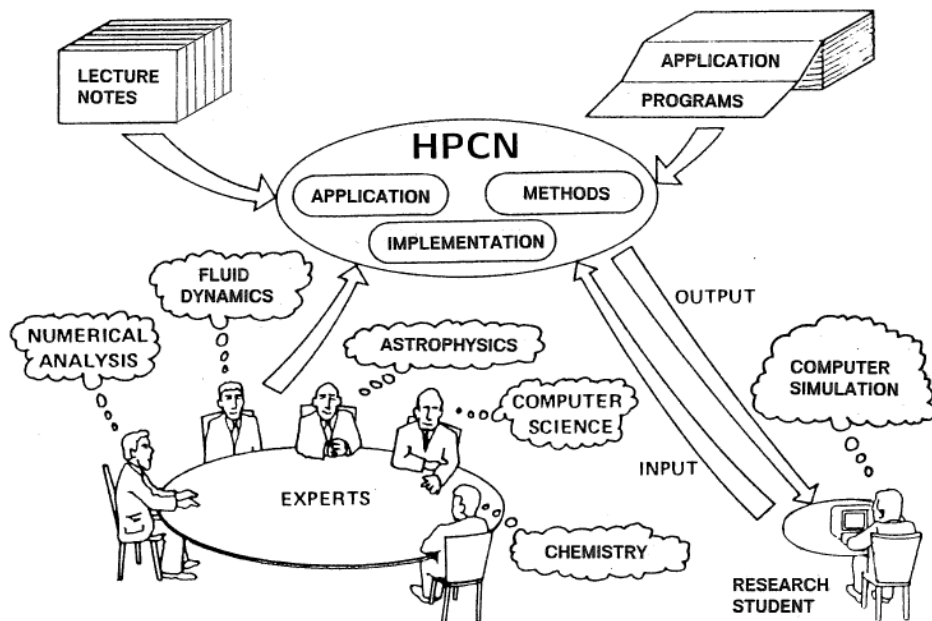 LECTURE
NOTES
APPLICATION
PROGRAMS
HPCN
APPLICATION
METHODS
IMPLEMENTATION
FLUID
DYNAMICS
NUMERICAL
ANALYSIS
ASTROPHYSICS
COMPUTER
SCIENCE
OUTPUT
COMPUTER
SIMULATION
INPUT
EXPERTS
CHEMISTRY
RESEARCH
STUDENT